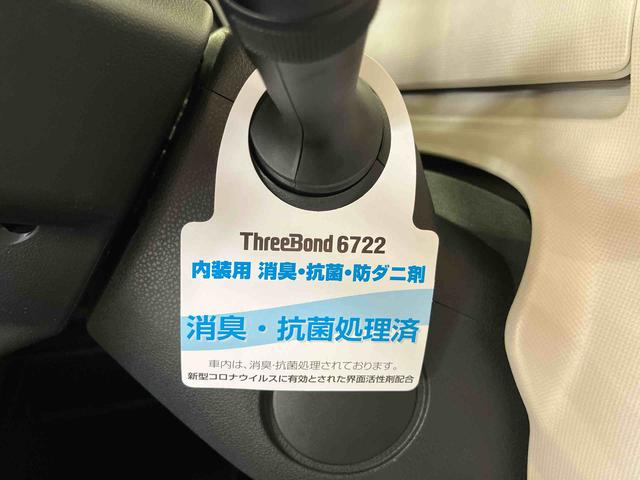 ThreeBond 6722
内装用 消臭・抗菌・防ダニ剤
消臭・抗菌処理済
車内は、消臭・抗菌処理されております。
新型コロナウイルスに有効とされた界面活性剤配合